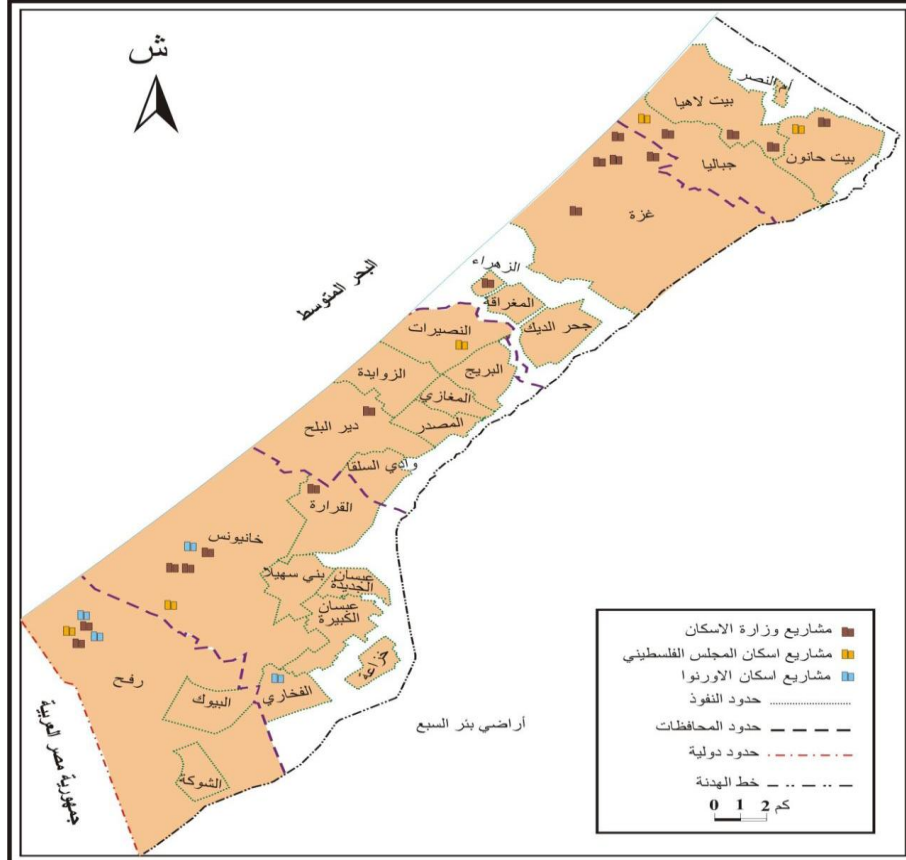 ش
أم النصر
بيت لاهيا
بيت حانون
جباليا
غزة
الزهراء
البحر المتوسط
المغراقة
جحر الديك
النصيرات
البريج
الزوايدة
المغازي
المصدر
دير البلح
وادي السلقا
القرارة
خانيونس
بني سهيلا
عبسان
الجديدة
عبسان
الكبيرة
خزاعة
الفخاري
رفح
البيوك
الشوكة
أراضي بئر السبع
جمهورية مصر العربية
مشاريع وزارة الاسكان
مشاريع اسكان المجلس الفلسطيني
مشاريع اسكان الاورنوا
حدود النفوذ
حدود المحافظات
حدود دولية
خط الهدنة
0 1 2 كم